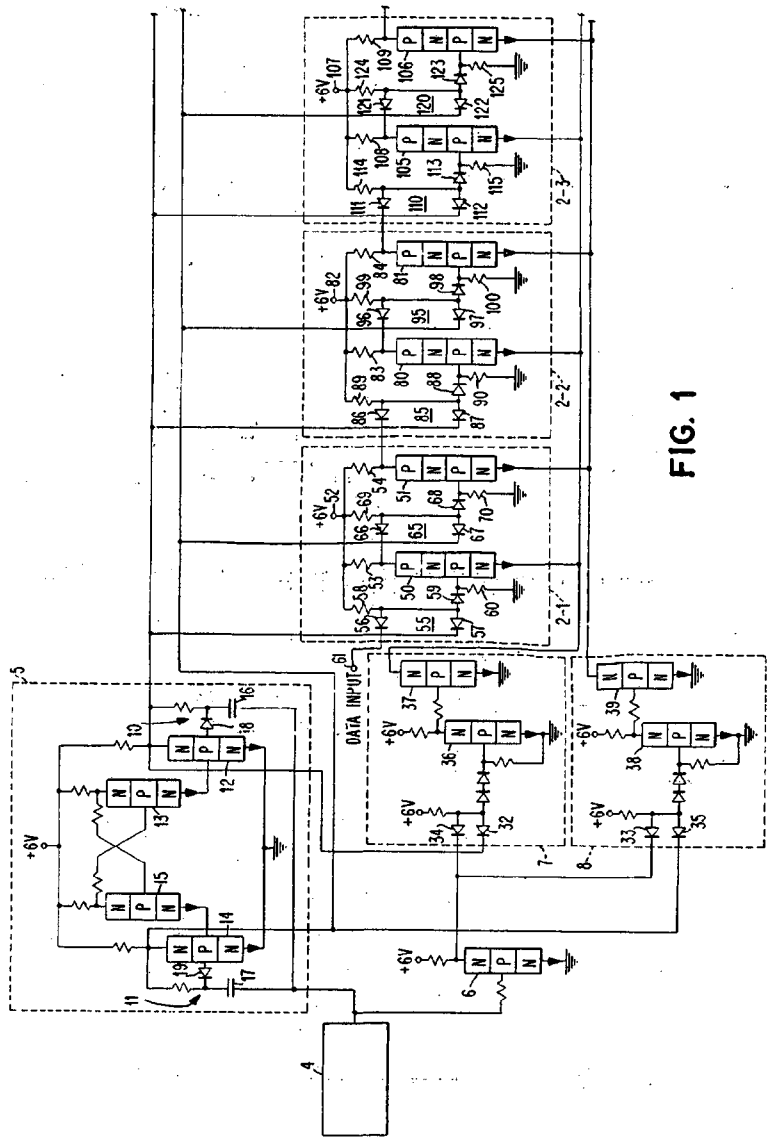 FIG. 1
4
5
+6V
10
11
12
N
P
N
13
N
P
N
14
N
P
N
15
N
P
N
16
17
18
19
6
+6V
N
P
N
7
+6V
34
32
+6V
36
N
P
N
37
N
P
N
8
+6V
33
35
+6V
38
N
P
N
39
N
P
N
DATA INPUT
61
2-1
+6V
52
58
53
69
54
56
55
57
59
60
50
P
N
P
N
66
65
67
68
70
51
P
N
P
N
2-2
+6V
82
89
83
99
84
86
85
87
88
90
80
P
N
P
N
96
95
97
98
100
81
P
N
P
N
2-3
+6V
107
114
108
124
109
111
110
112
113
115
105
P
N
P
N
121
120
122
123
125
106
P
N
P
N